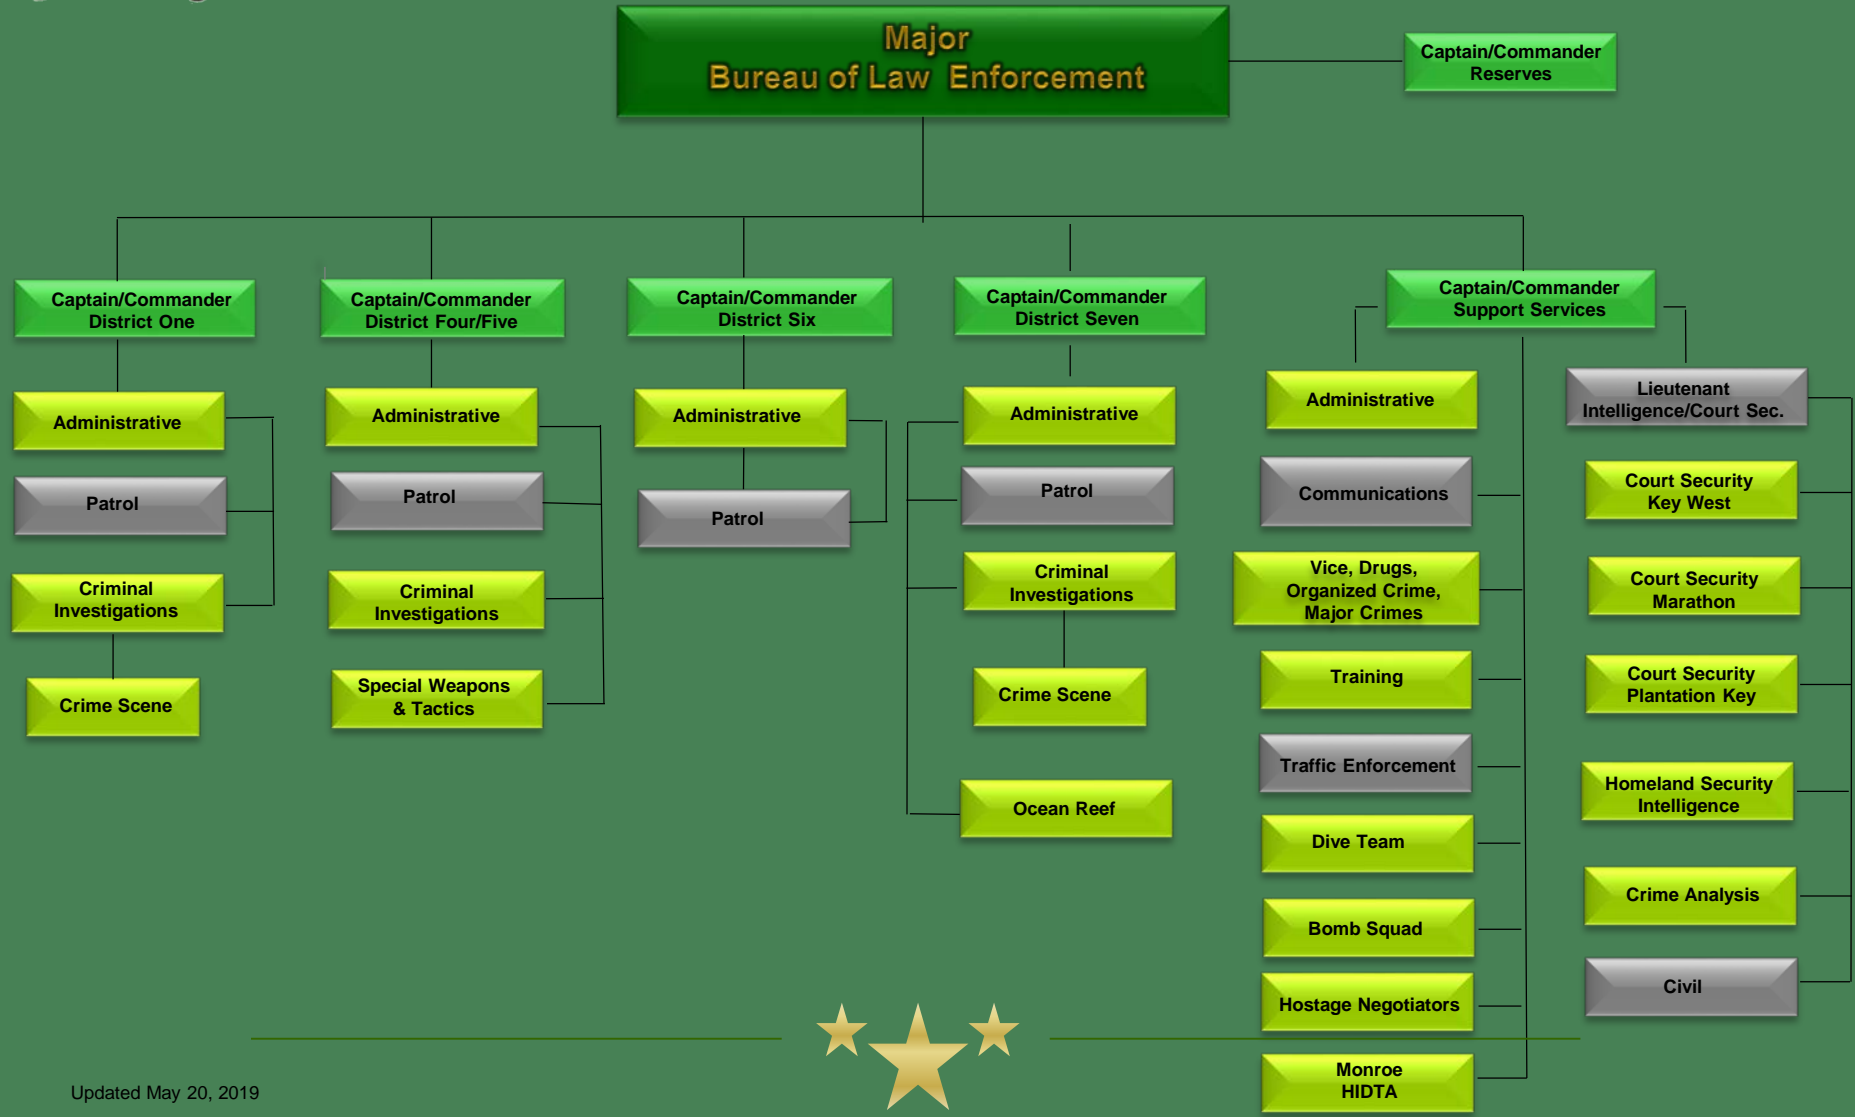 Major
Bureau of Law Enforcement
Captain/Commander
Reserves
Captain/Commander
District One
Administrative
Patrol
Criminal
Investigations
Crime Scene
Captain/Commander
District Four/Five
Administrative
Patrol
Criminal
Investigations
Special Weapons
& Tactics
Captain/Commander
District Six
Administrative
Patrol
Captain/Commander
District Seven
Administrative
Patrol
Criminal
Investigations
Crime Scene
Ocean Reef
Captain/Commander
Support Services
Administrative
Communications
Vice, Drugs,
Organized Crime,
Major Crimes
Training
Traffic Enforcement
Dive Team
Bomb Squad
Hostage Negotiators
Monroe
HIDTA
Lieutenant
Intelligence/Court Sec.
Court Security
Key West
Court Security
Marathon
Court Security
Plantation Key
Homeland Security
Intelligence
Crime Analysis
Civil
Updated May 20, 2019